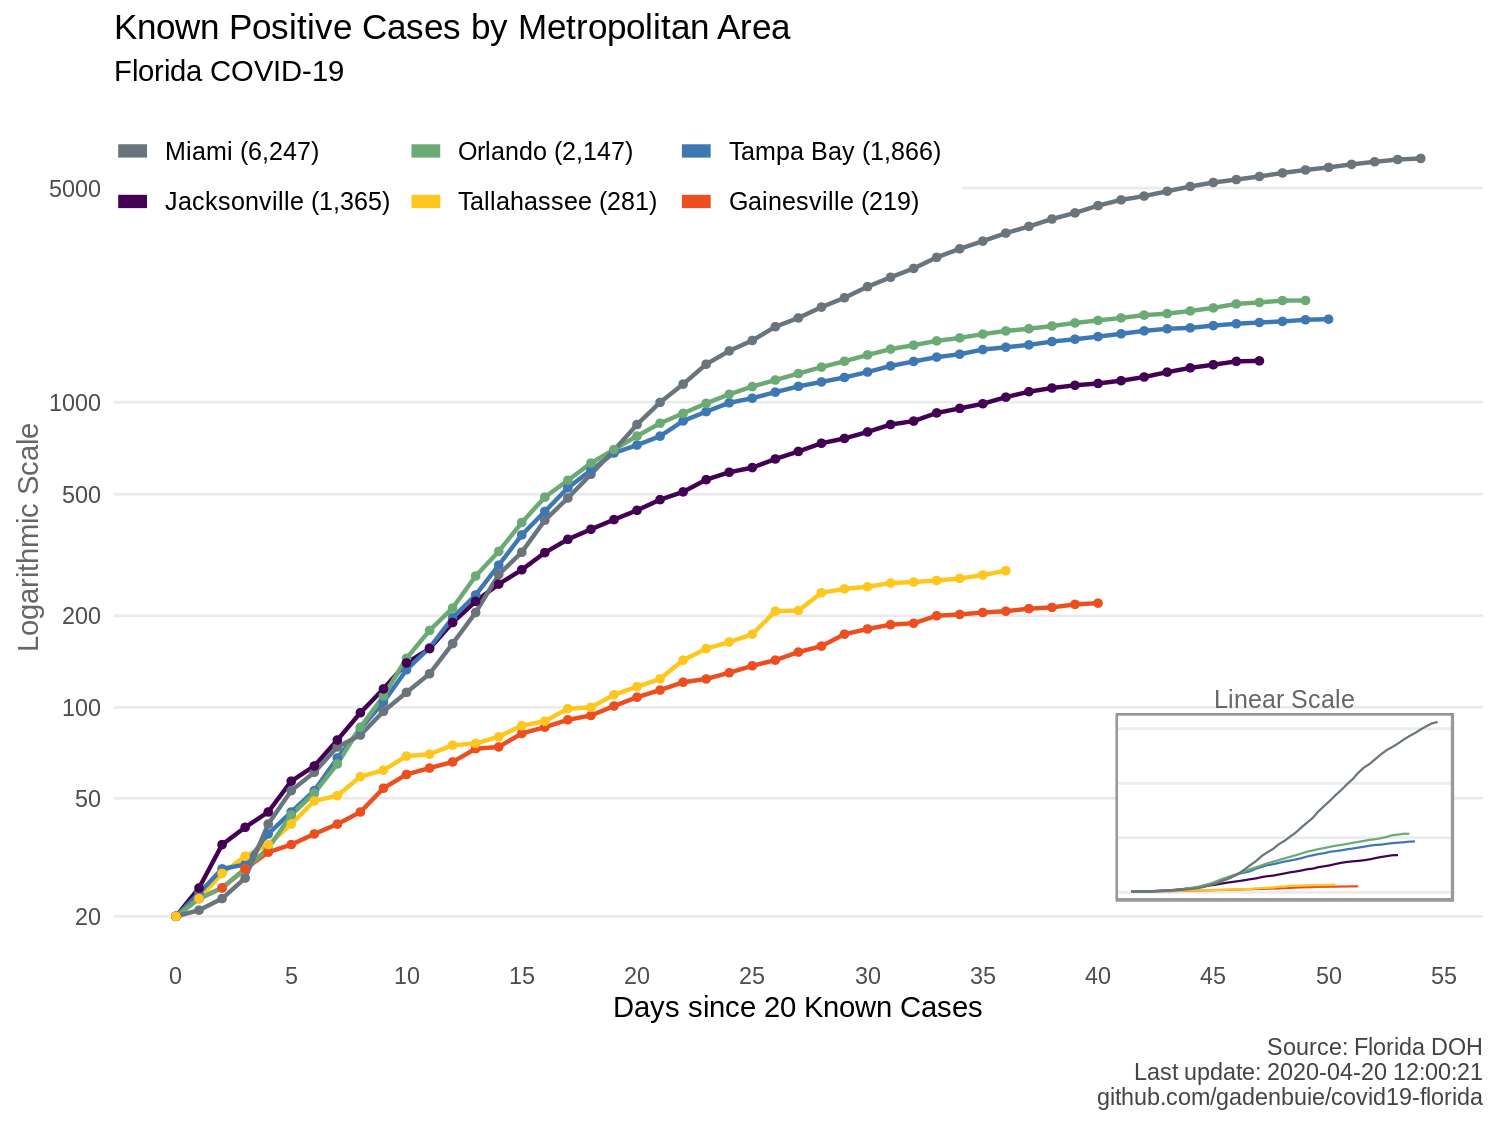 Known Positive Cases by Metropolitan Area
Florida COVID-19
Miami (6,247) Orlando (2,147) Tampa Bay (1,866)
Jacksonville (1,365) Tallahassee (281) Gainesville (219)
Logarithmic Scale
5000
1000
500
200
100
50
20
Linear Scale
0 5 10 15 20 25 30 35 40 45 50 55
Days since 20 Known Cases
Source: Florida DOH
Last update: 2020-04-20 12:00:21
github.com/gadenbuie/covid19-florida